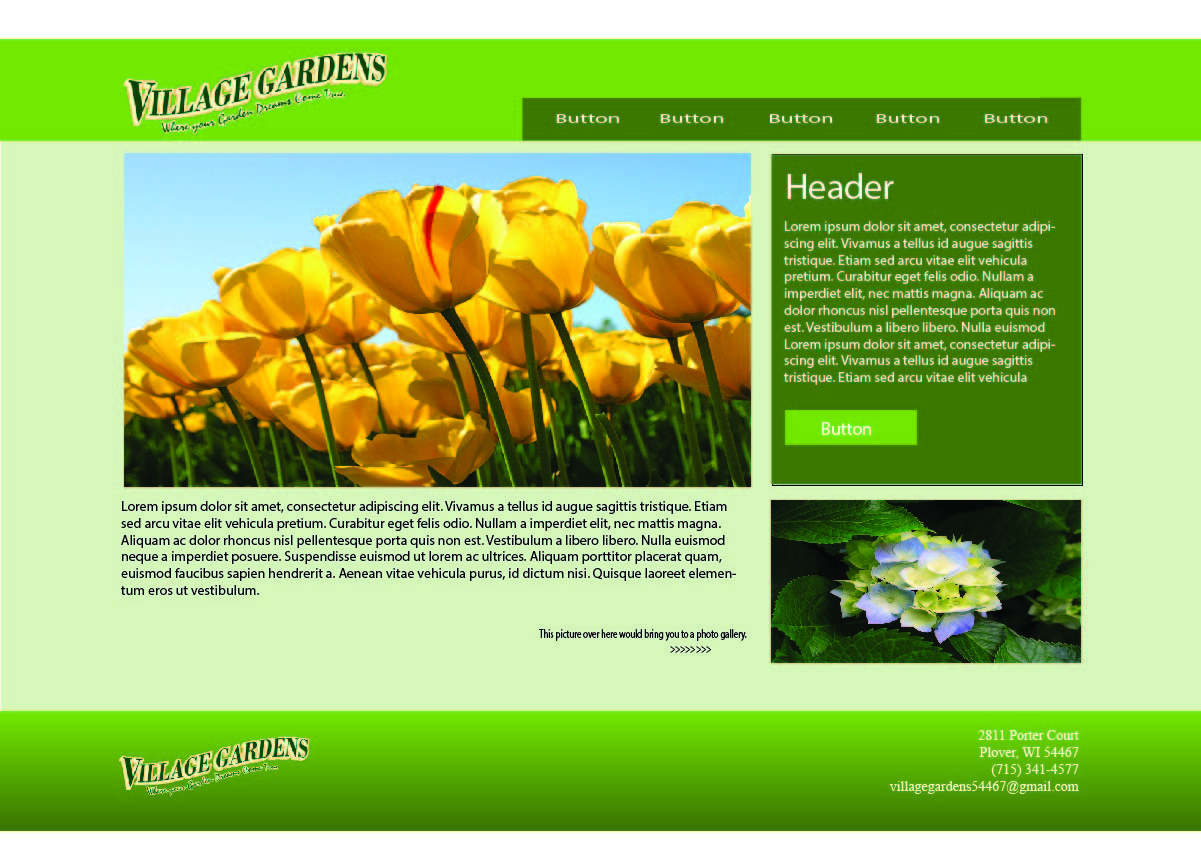 VILLAGE GARDENS
Where your Garden Dreams Come True.
Button Button Button Button Button
Header
Lorem ipsum dolor sit amet, consectetur adipi-
scing elit. Vivamus a tellus id augue sagittis
tristique. Etiam sed arcu vitae elit vehicula
pretium. Curabitur eget felis odio. Nullam a
imperdiet elit, nec mattis magna. Aliquam ac
dolor rhoncus nisl pellentesque porta quis non
est. Vestibulum a libero libero. Nulla euismod
Lorem ipsum dolor sit amet, consectetur adipi-
scing elit. Vivamus a tellus id augue sagittis
tristique. Etiam sed arcu vitae elit vehicula
Button
Lorem ipsum dolor sit amet, consectetur adipiscing elit. Vivamus a tellus id augue sagittis tristique. Etiam
sed arcu vitae elit vehicula pretium. Curabitur eget felis odio. Nullam a imperdiet elit, nec mattis magna.
Aliquam ac dolor rhoncus nisl pellentesque porta quis non est. Vestibulum a libero libero. Nulla euismod
neque a imperdiet posuere. Suspendisse euismod ut lorem ac ultrices. Aliquam porttitor placerat quam,
euismod faucibus sapien hendrerit a. Aenean vitae vehicula purus, id dictum nisi. Quisque laoreet elemen-
tum eros ut vestibulum.
This picture over here would bring you to a photo gallery.
>>>>>>>>
VILLAGE GARDENS
Where your Garden Dreams Come True.
2811 Porter Court
Plover, WI 54467
(715) 341-4577
villagegardens54467@gmail.com